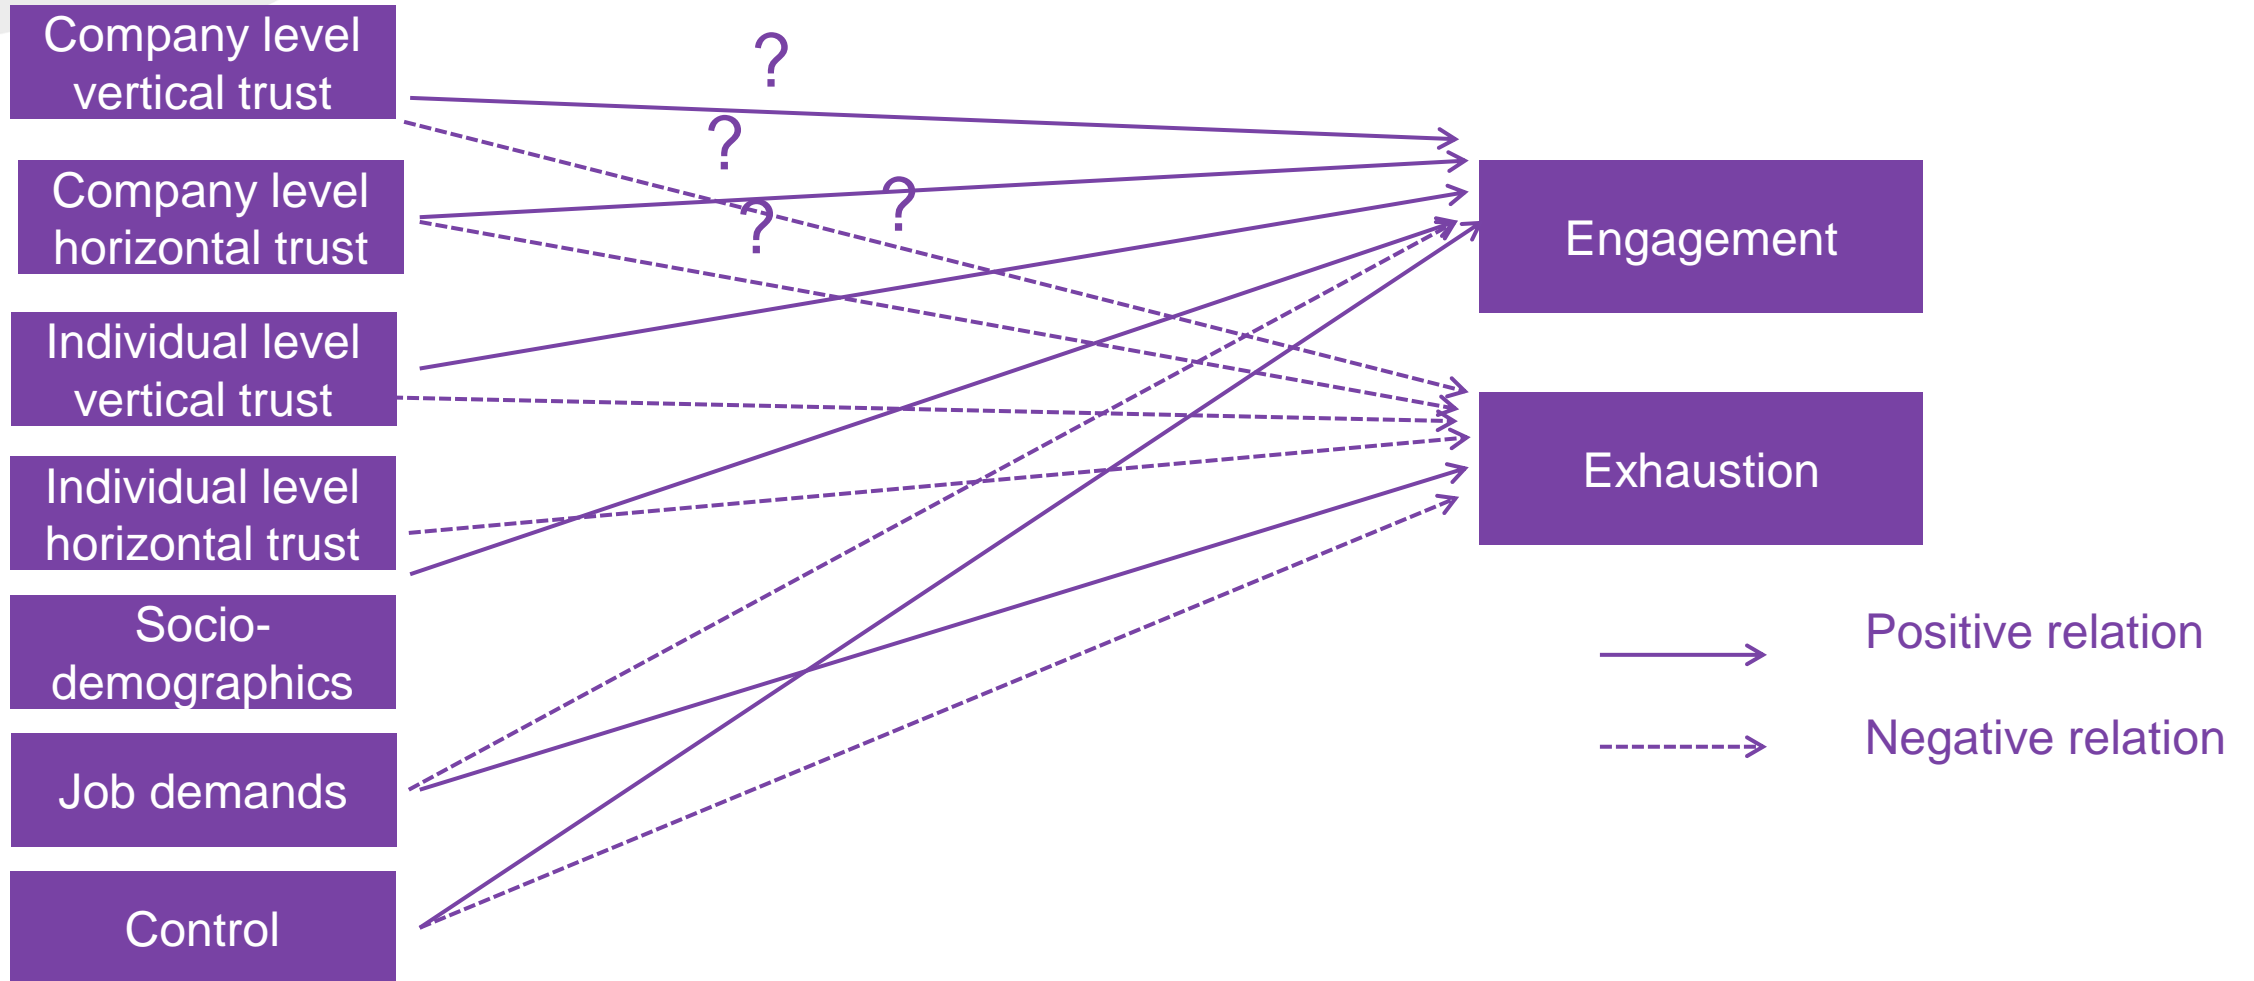 Company level
vertical trust
?
?
Company level
horizontal trust
?
?
Engagement
Individual level
vertical trust
Exhaustion
Individual level
horizontal trust
Socio-
demographics
Positive relation
Job demands
Negative relation
Control